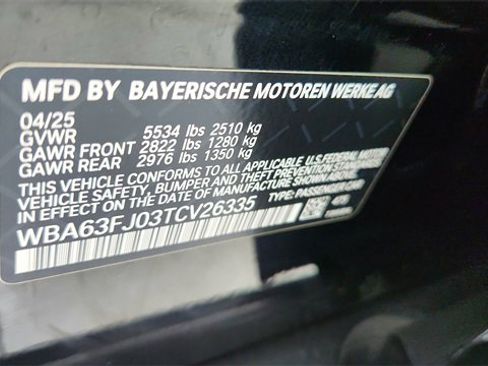 MFD BY BAYERISCHE MOTOREN WERKE AG
04/25
GVWR 5534 lbs 2510 kg
GAWR FRONT 2822 lbs 1280 kg
GAWR REAR 2976 lbs 1350 kg
THIS VEHICLE CONFORMS TO ALL APPLICABLE U.S. FEDERAL MOTOR
VEHICLE SAFETY, BUMPER AND THEFT PREVENTION STANDARDS IN
EFFECT ON THE DATE OF MANUFACTURE SHOWN ABOVE.
WBA63FJ03TCV26335 TYPE: PASSENGER CAR